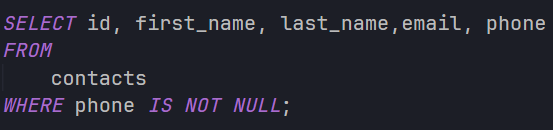 SELECT id, first_name, last_name,email, phone
FROM
    contacts
WHERE phone IS NOT NULL;